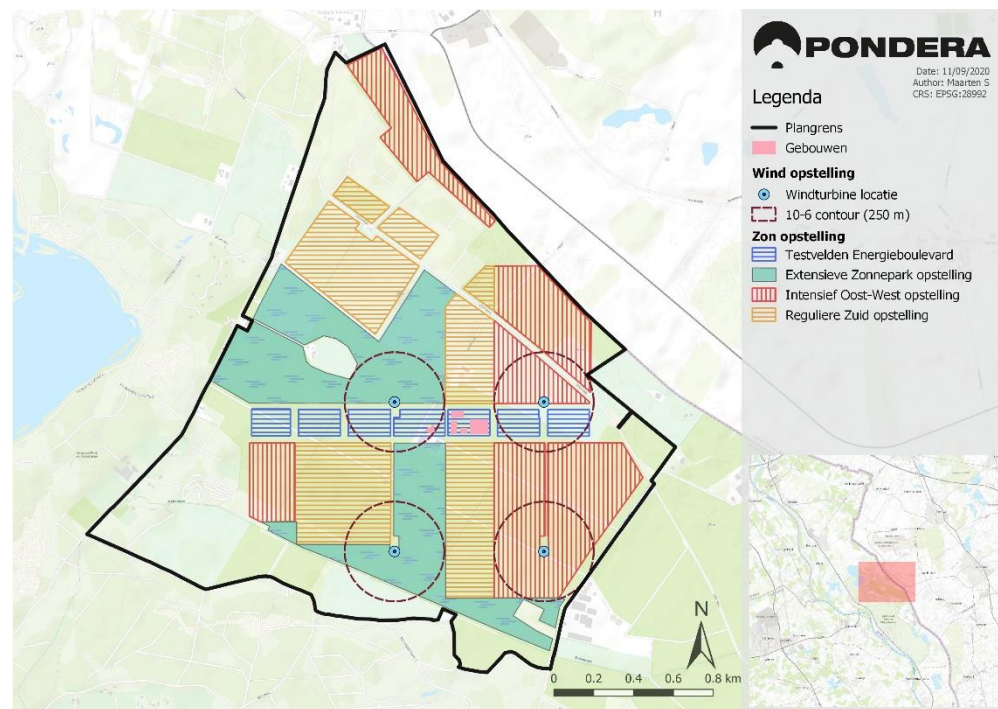 PONDERA
Date: 11/09/2020
Author: Maarten S
CRS: EPSG:28992
Legenda
Plangrens
Gebouwen
Wind opstelling
Windturbine locatie
10-6 contour (250 m)
Zon opstelling
Testvelden Energieboulevard
Extensieve Zonnepark opstelling
Intensief Oost-West opstelling
Reguliere Zuid opstelling
N
0 0.2 0.4 0.6 0.8 km